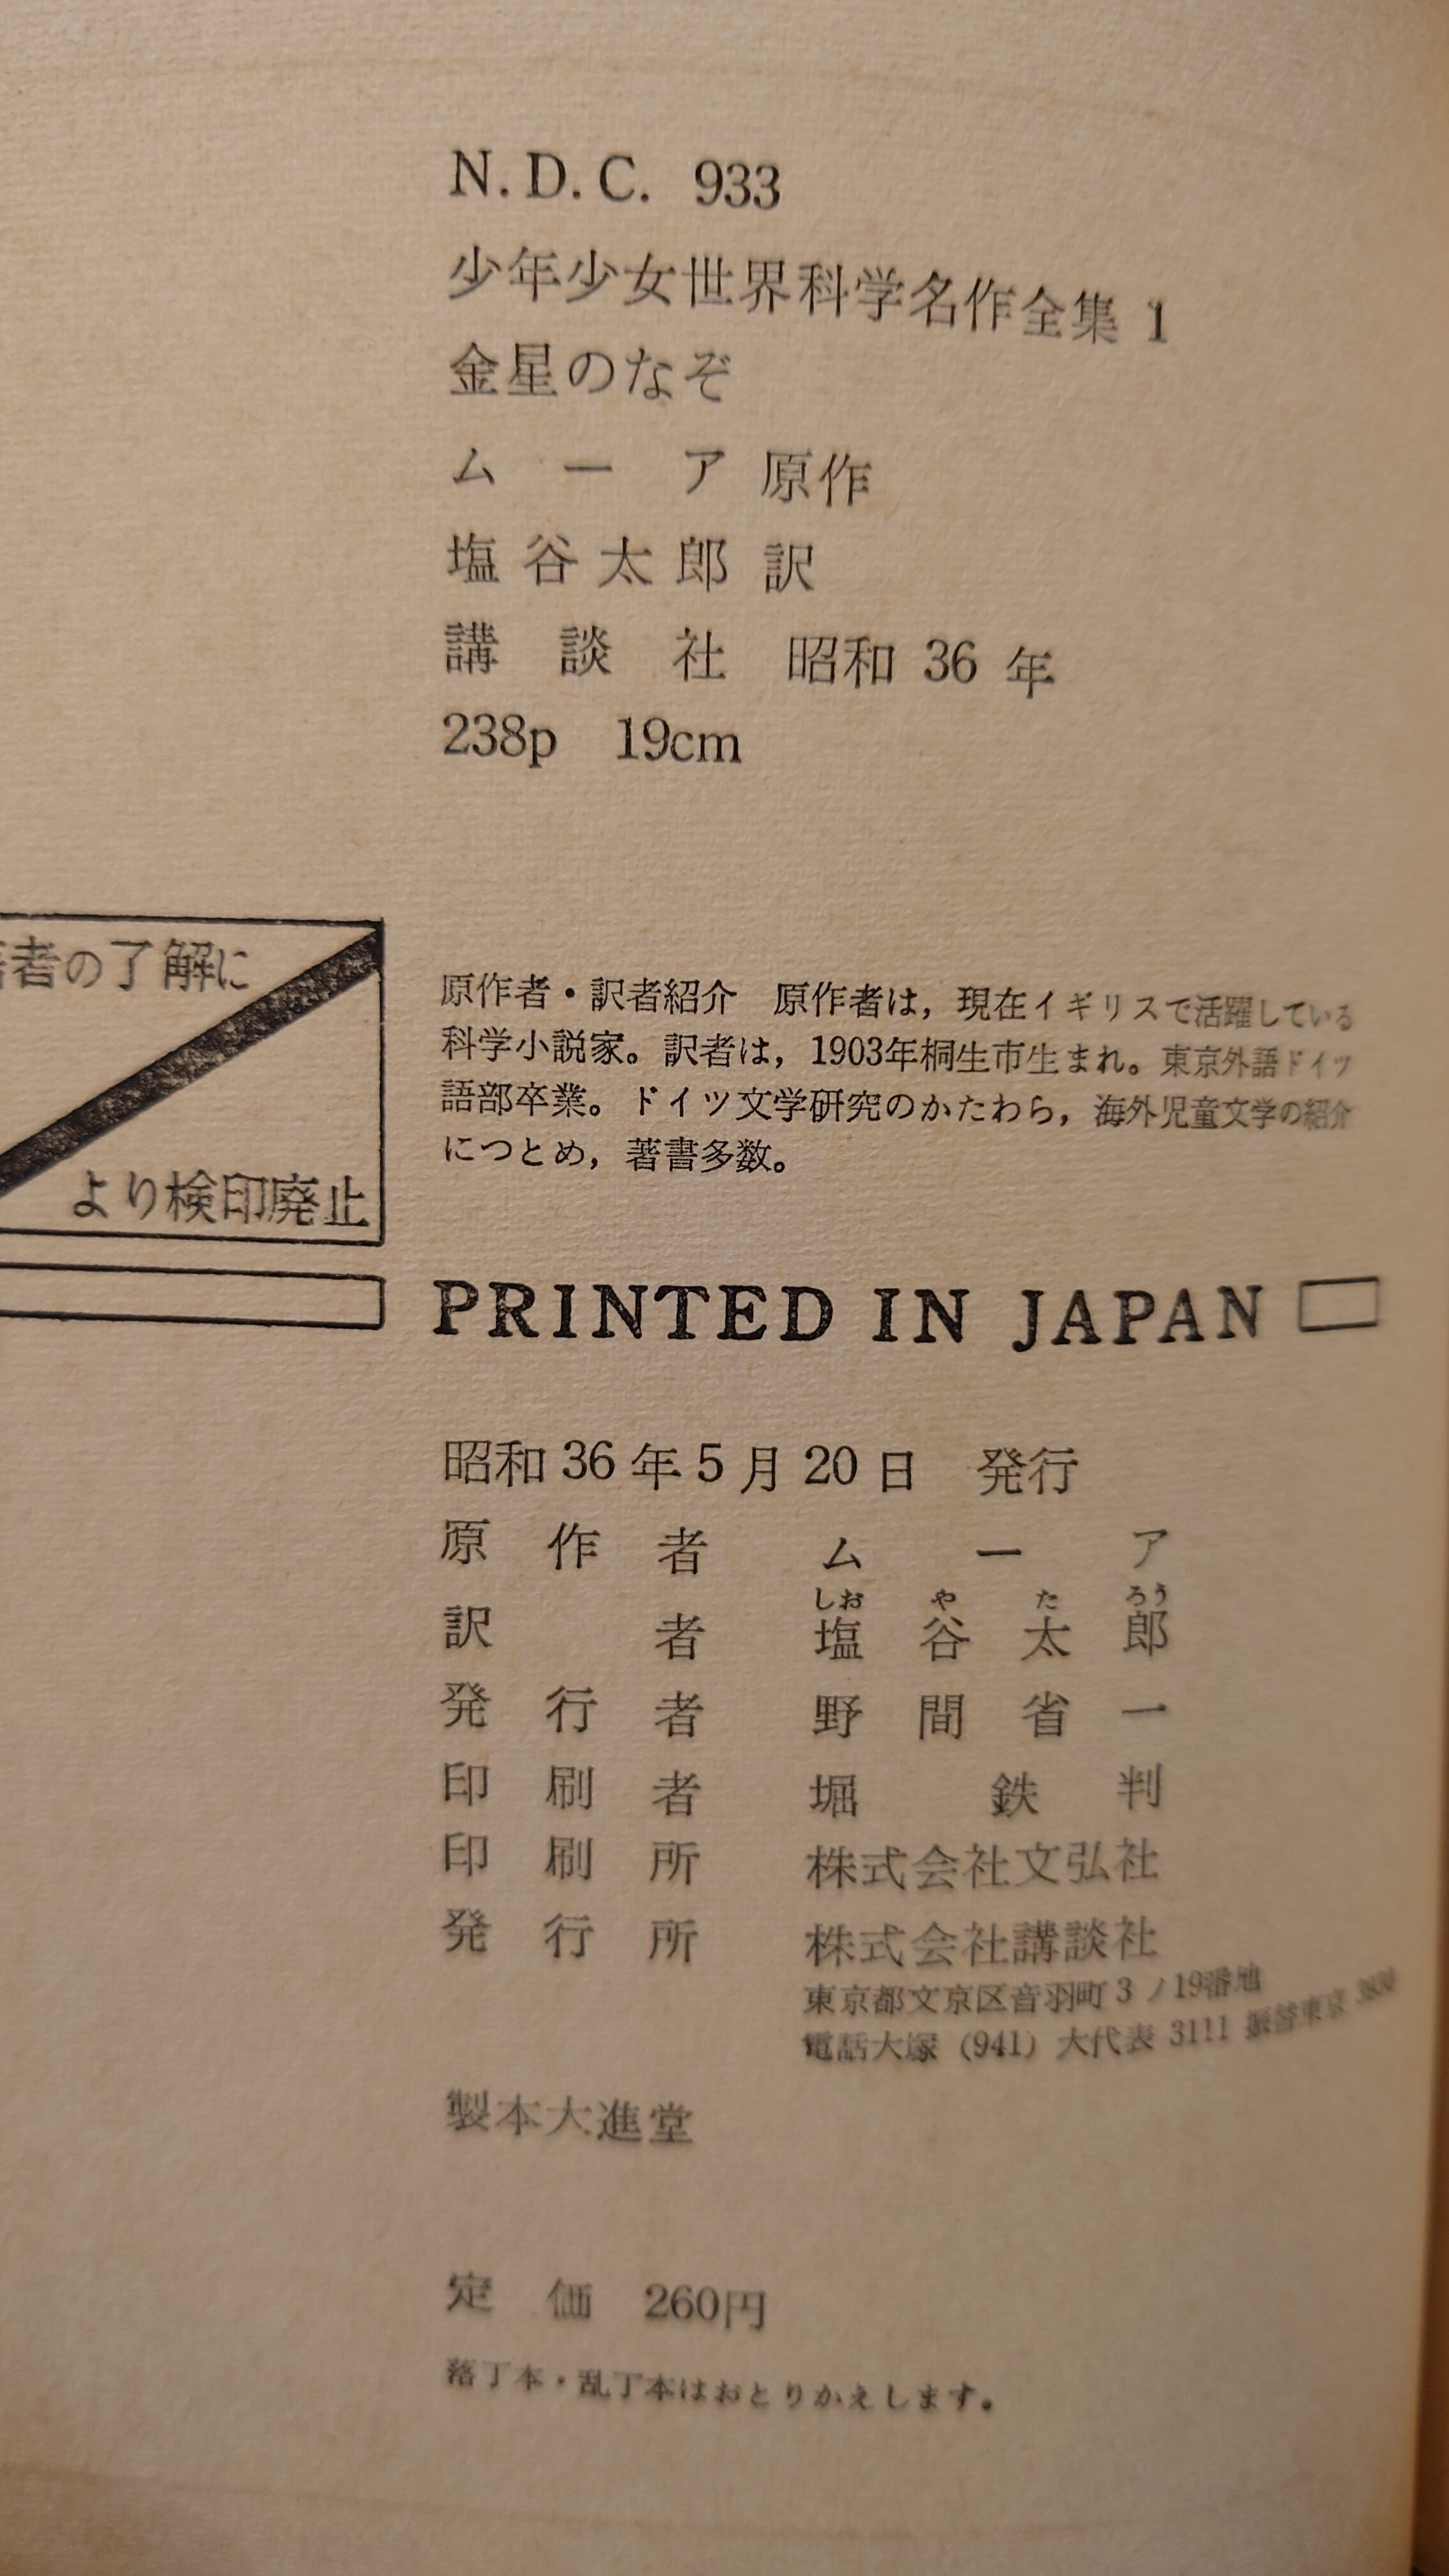 N.D.C. 933
少年少女世界科学名作全集 1
金星のなぞ
ムーア 原作
塩谷太郎 訳
講談社 昭和 36 年
238p 19cm
者の了解に
より検印廃止
原作者・訳者紹介 原作者は，現在イギリスで活躍している
科学小説家。訳者は，1903年桐生市生まれ。東京外語ドイツ
語部卒業。ドイツ文学研究のかたわら，海外児童文学の紹介
につとめ，著書多数。
PRINTED IN JAPAN
昭和 36 年 5 月 20 日 発行
原作者 ムーア
しお や た ろう
訳者 塩谷太郎
発行者 野間省一
印刷者 堀鉄判
印刷所 株式会社文弘社
発行所 株式会社講談社
東京都文京区音羽町 3 ノ 19番地
電話大塚 (941) 大代表 3111 振替東京
製本大進堂
定価 260円
落丁本・乱丁本はおとりかえします。